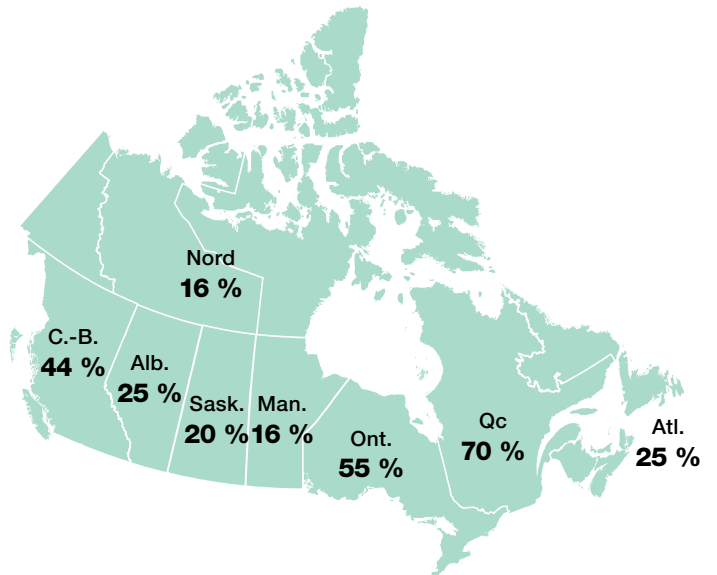 Nord
16 %
C.-B.
44 %
Alb.
25 %
Sask.
20 %
Man.
16 %
Ont.
55 %
Qc
70 %
Atl.
25 %